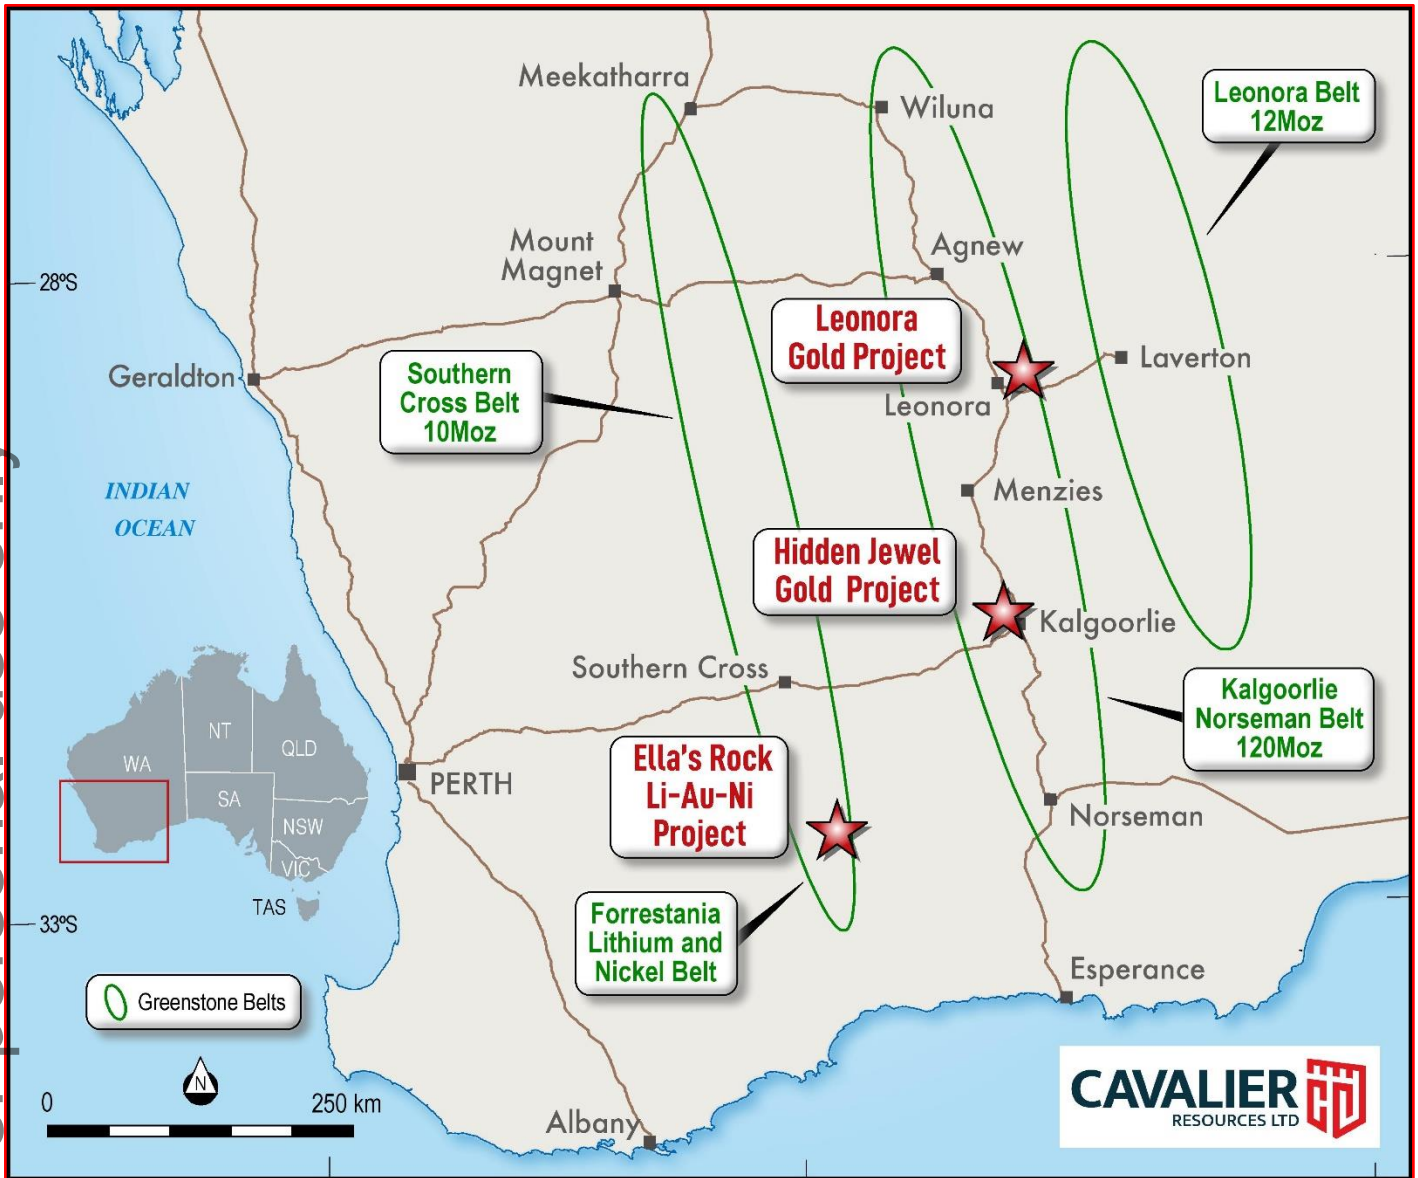 Meekatharra
Wiluna
Leonora Belt
12Moz
Mount
Magnet
Agnew
28ºS
Leonora
Gold Project
Geraldton
Southern
Cross Belt
10Moz
Laverton
Leonora
INDIAN
OCEAN
Menzies
Hidden Jewel
Gold Project
Kalgoorlie
Southern Cross
Kalgoorlie
Norseman Belt
120Moz
NT
QLD
WA
SA
NSW
VIC
TAS
PERTH
Ella's Rock
Li-Au-Ni
Project
Norseman
33ºS
Forrestania
Lithium and
Nickel Belt
Esperance
Greenstone Belts
N
0 250 km
Albany
CAVALIER
RESOURCES LTD